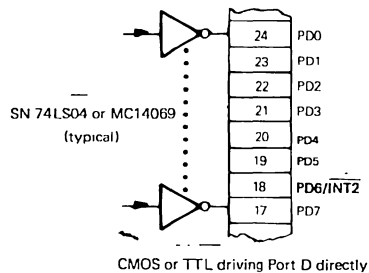 24 PD0
23 PD1
22 PD2
21 PD3
SN 74LS04 or MC14069
(typical)
20 PD4
19 PD5
18 PD6/INT2
17 PD7
CMOS or TTL driving Port D directly